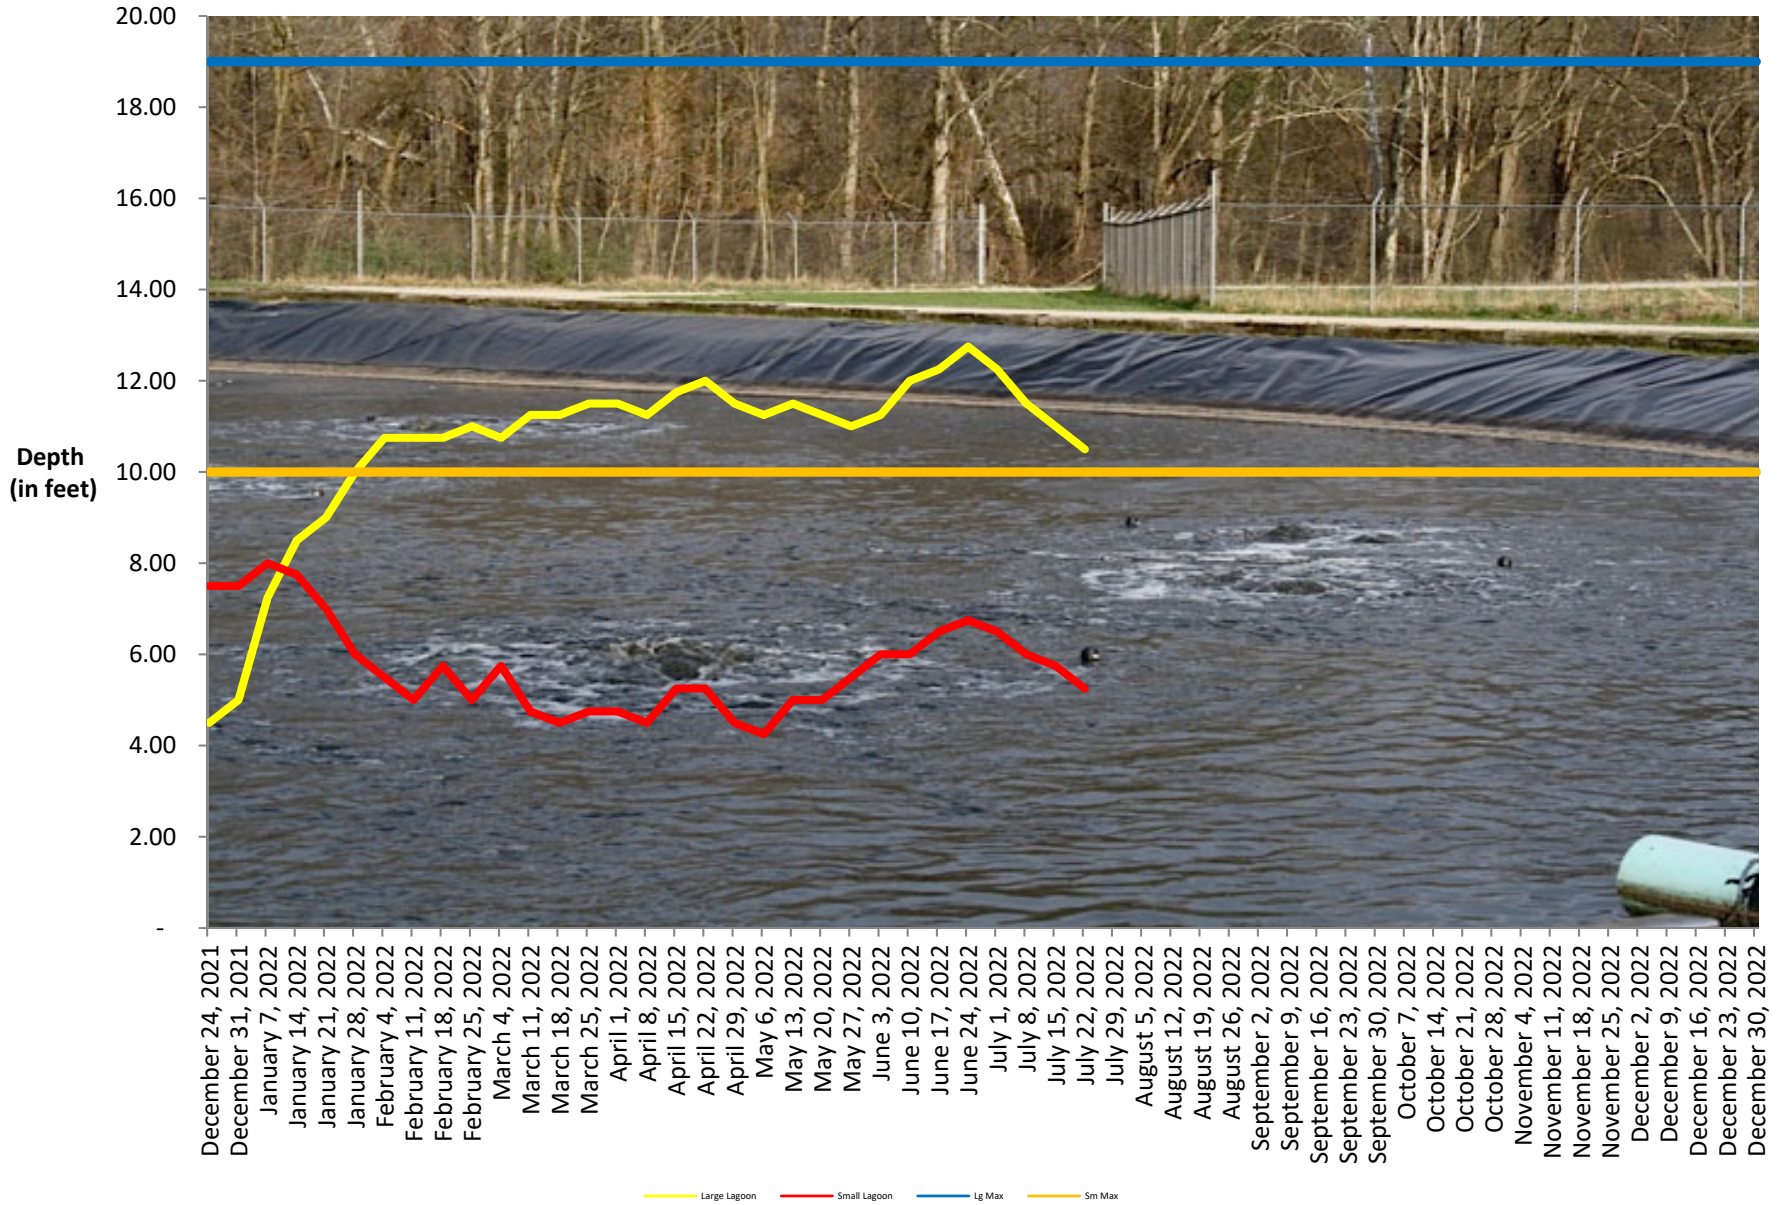 20.00
18.00
16.00
14.00
12.00
10.00
8.00
6.00
4.00
2.00
-
Depth
(in feet)
December 24, 2021
December 31, 2021
January 7, 2022
January 14, 2022
January 21, 2022
January 28, 2022
February 4, 2022
February 11, 2022
February 18, 2022
February 25, 2022
March 4, 2022
March 11, 2022
March 18, 2022
March 25, 2022
April 1, 2022
April 8, 2022
April 15, 2022
April 22, 2022
April 29, 2022
May 6, 2022
May 13, 2022
May 20, 2022
May 27, 2022
June 3, 2022
June 10, 2022
June 17, 2022
June 24, 2022
July 1, 2022
July 8, 2022
July 15, 2022
July 22, 2022
July 29, 2022
August 5, 2022
August 12, 2022
August 19, 2022
August 26, 2022
September 2, 2022
September 9, 2022
September 16, 2022
September 23, 2022
September 30, 2022
October 7, 2022
October 14, 2022
October 21, 2022
October 28, 2022
November 4, 2022
November 11, 2022
November 18, 2022
November 25, 2022
December 2, 2022
December 9, 2022
December 16, 2022
December 23, 2022
December 30, 2022
Large Lagoon
Small Lagoon
Lg Max
Sm Max